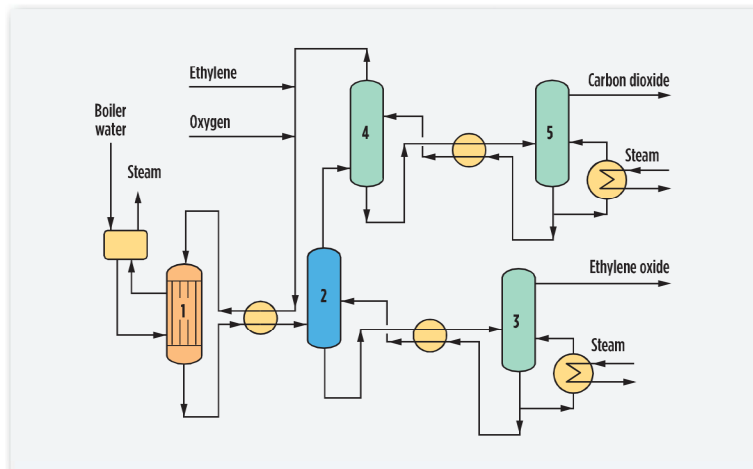 Ethylene
Carbon dioxide
Boiler
water
Oxygen
4
5
Steam
Steam
Ethylene oxide
1
2
3
Steam